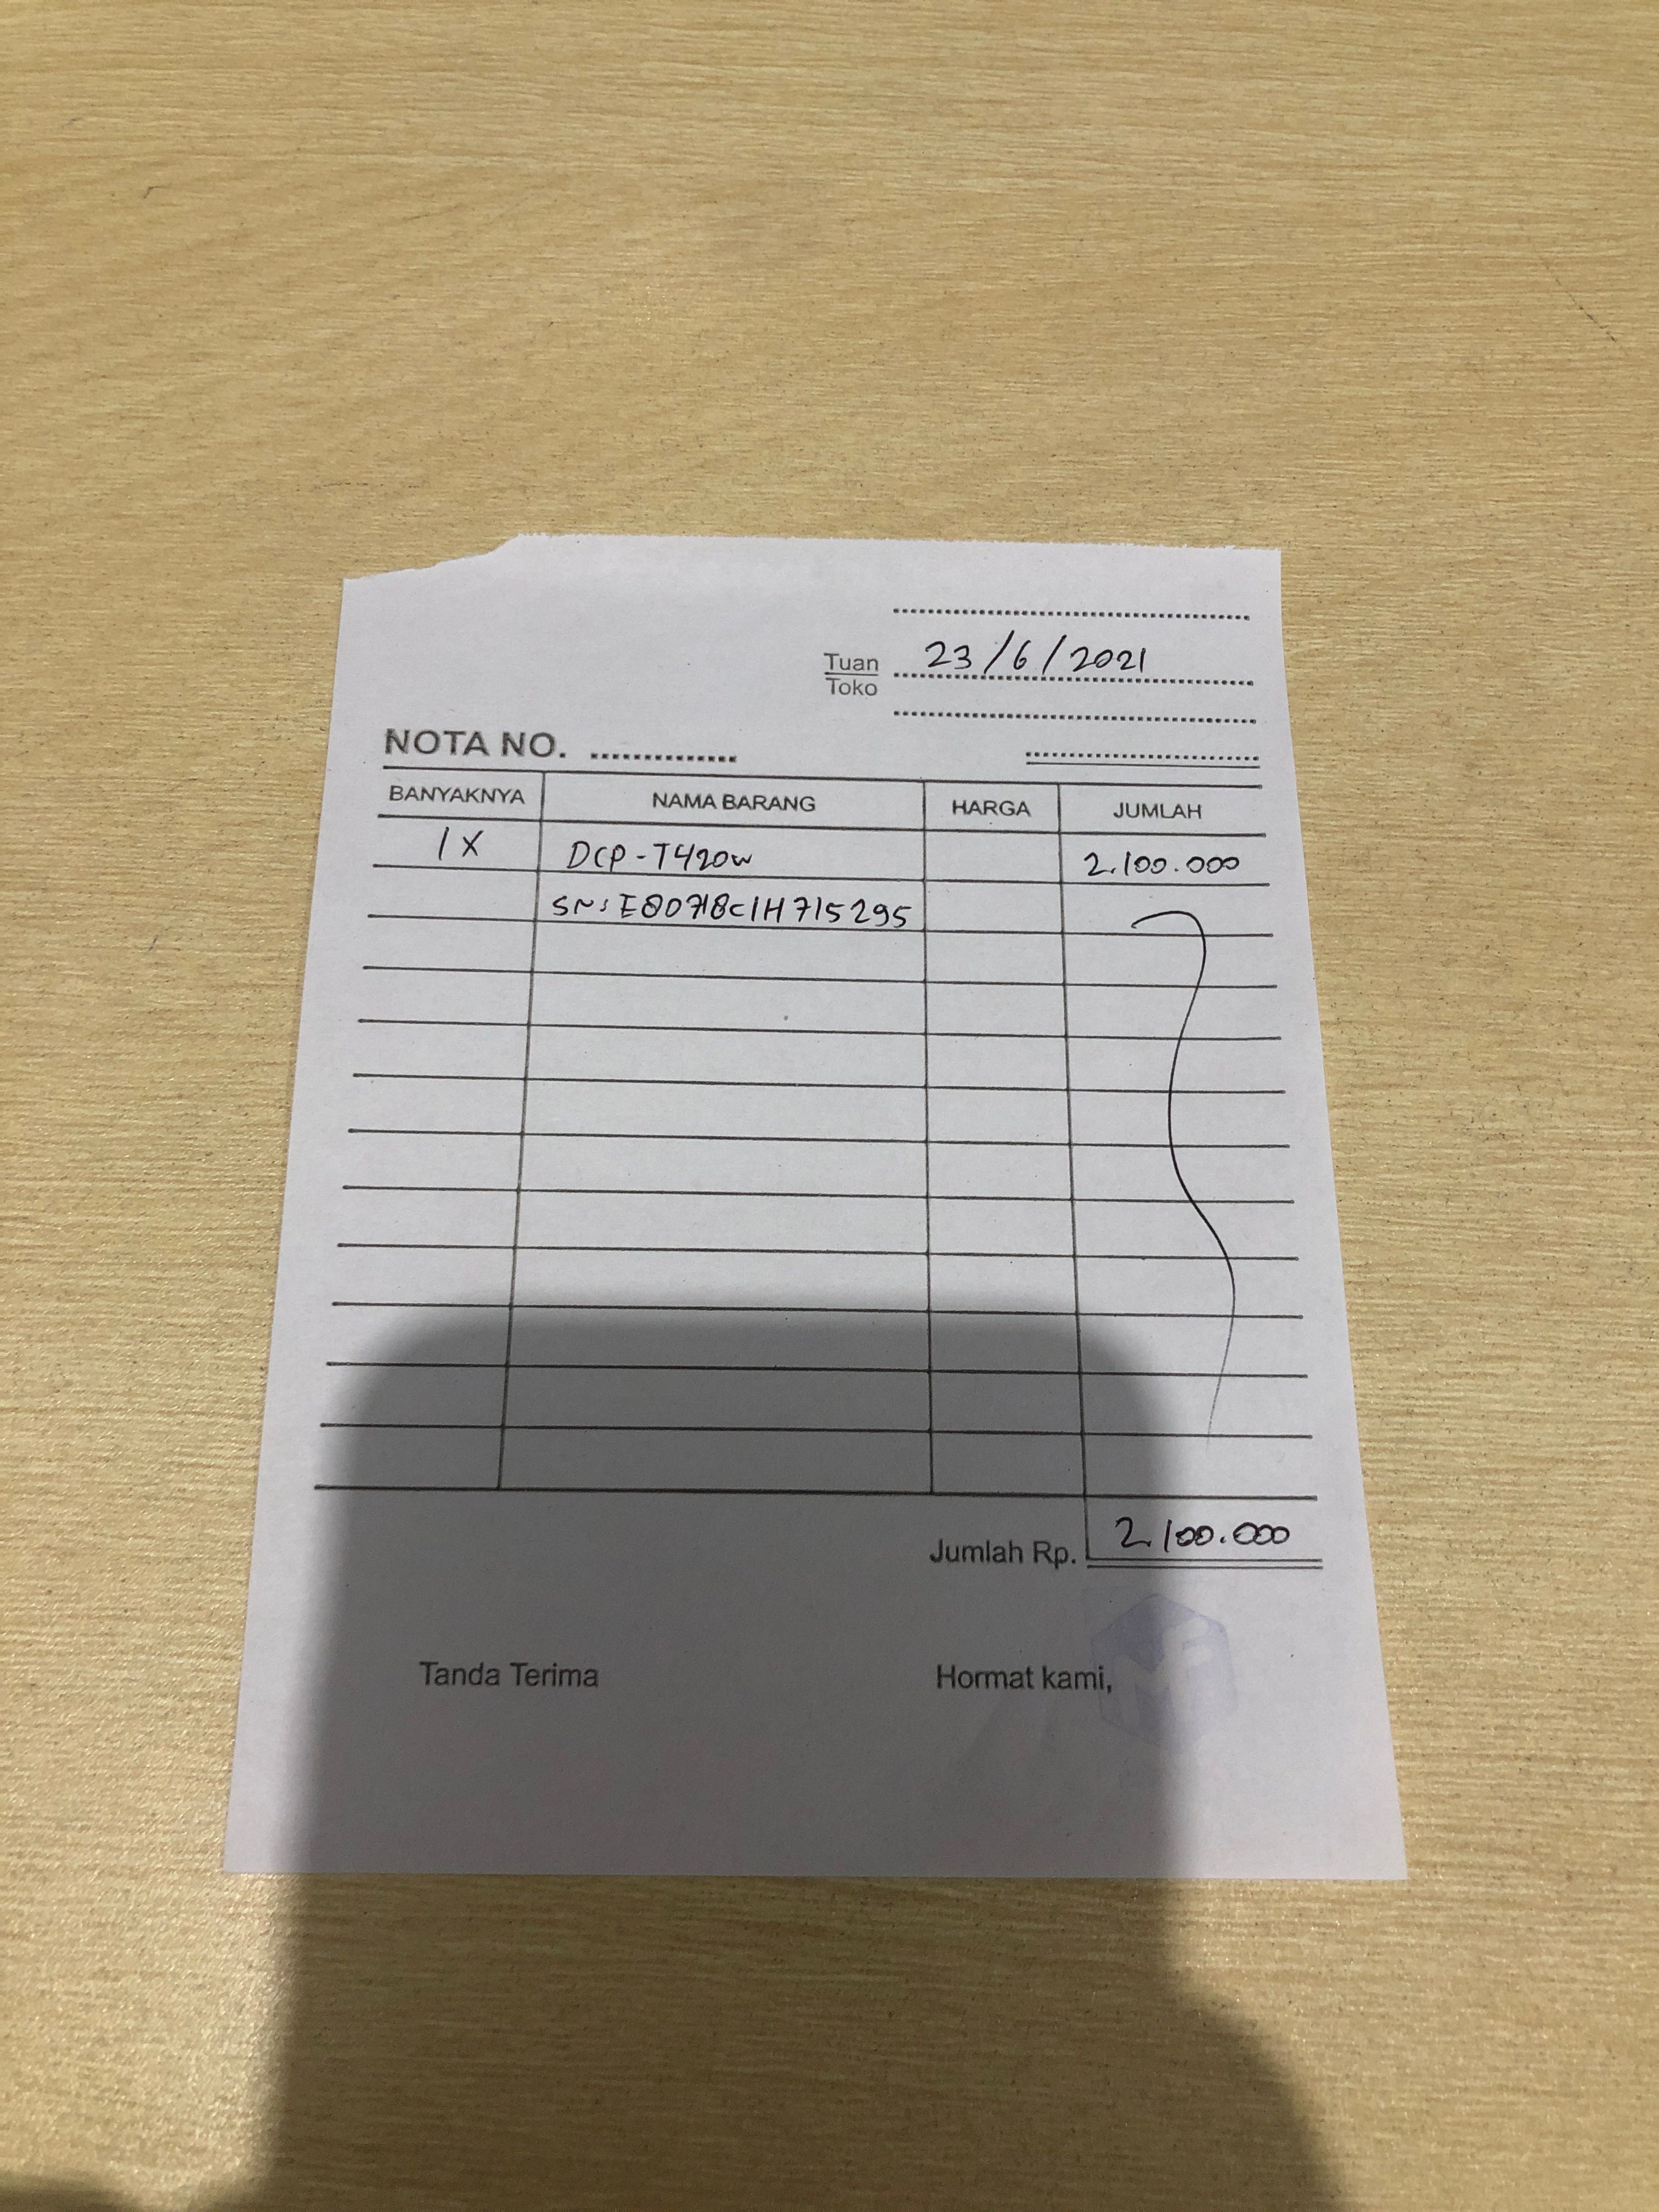 Tuan 23/6/2021
Toko
NOTA NO.
BANYAKNYA NAMA BARANG HARGA JUMLAH
1X DCP-T420W 2.100.000
SN: E80718C1H715295
Jumlah Rp. 2.100.000
Tanda Terima Hormat kami,